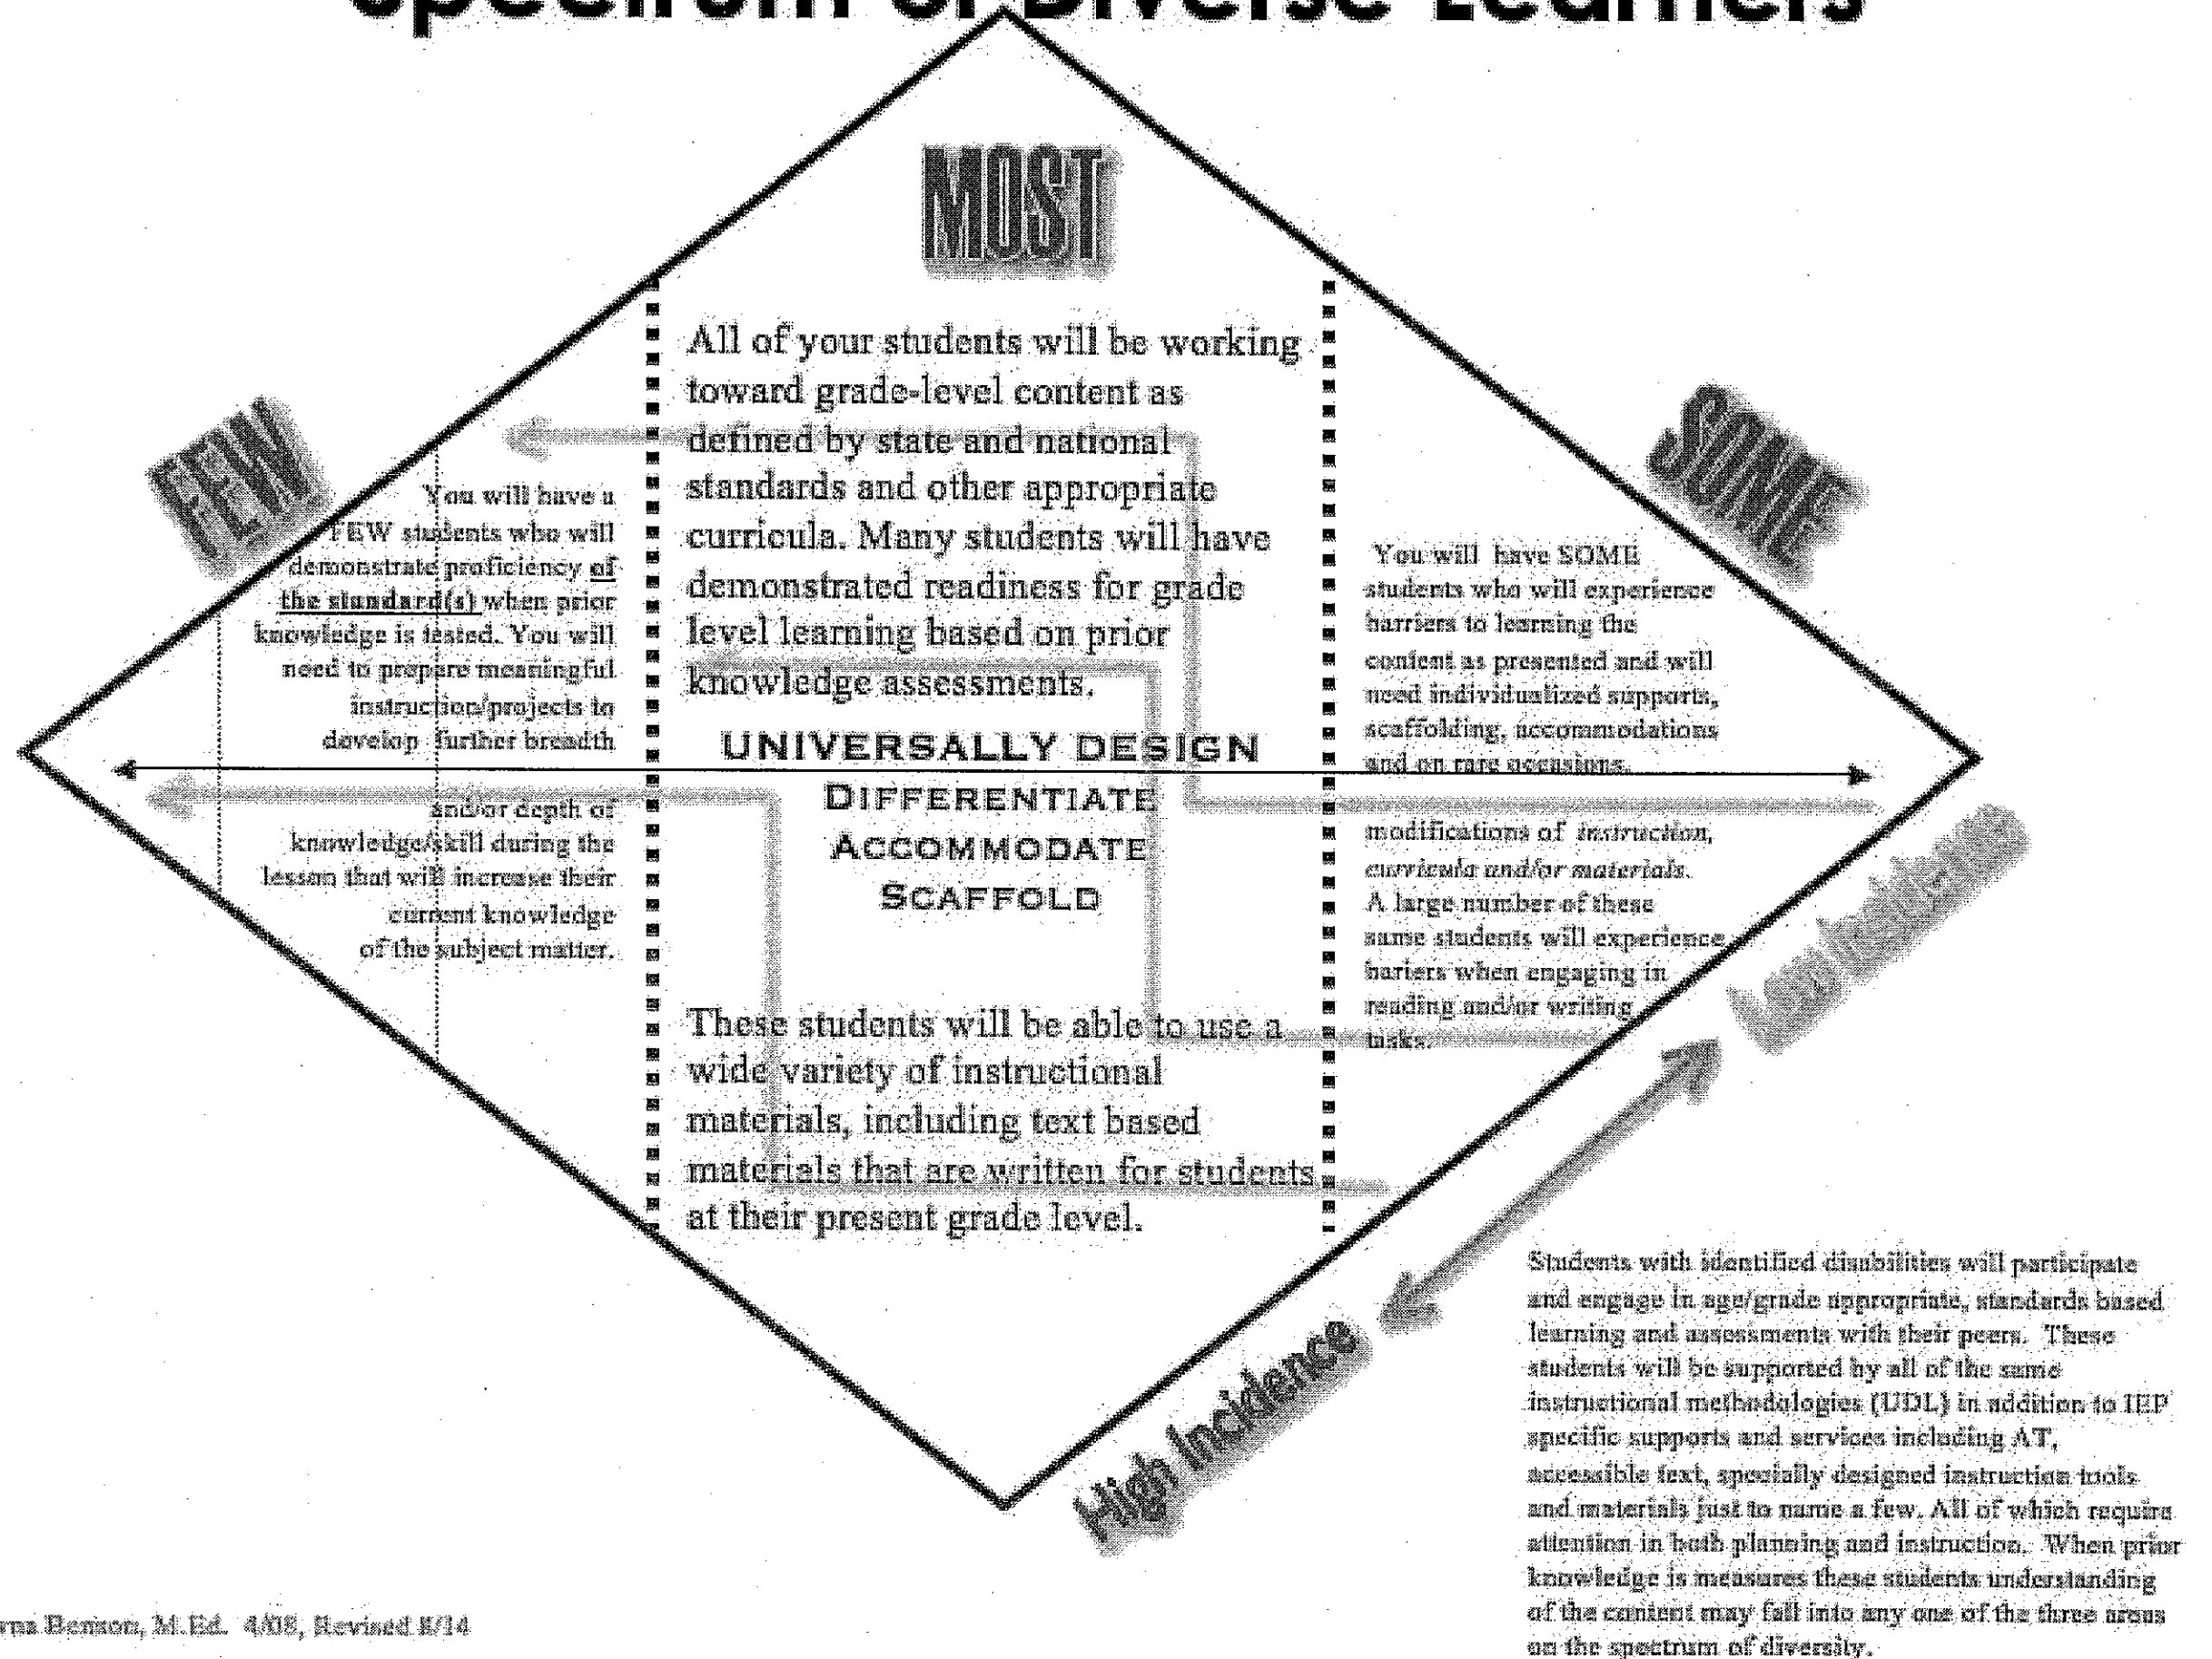 Spectrum of Diverse Learners
MOST
All of your students will be working
toward grade-level content as
defined by state and national
standards and other appropriate
curricula. Many students will have
demonstrated readiness for grade
level learning based on prior
knowledge assessments.
UNIVERSALLY DESIGN
DIFFERENTIATE
ACCOMMODATE
SCAFFOLD
These students will be able to use a
wide variety of instructional
materials, including text based
materials that are written for students
at their present grade level.
FEW
You will have a
FEW students who will
demonstrate proficiency of
the standard(s) when prior
knowledge is tested. You will
need to prepare meaningful
instruction/projects to
develop further breadth
and/or depth of
knowledge/skill during the
lesson that will increase their
current knowledge
of the subject matter.
SOME
You will have SOME
students who will experience
barriers to learning the
content as presented and will
need individualized supports,
scaffolding, accommodations
and on rare occasions,
modifications of instruction,
curricula and/or materials.
A large number of these
same students will experience
bariers when engaging in
reading and/or writing
tasks.
Low Incidence
High Incidence
Students with identified disabilities will participate
and engage in age/grade appropriate, standards based
learning and assessments with their peers. These
students will be supported by all of the same
instructional methodologies (UDL) in addition to IEP
specific supports and services including AT,
accessible text, specially designed instruction tools
and materials just to name a few. All of which require
attention in both planning and instruction. When prior
knowledge is measures these students understanding
of the content may fall into any one of the three areas
on the spectrum of diversity.
Benson, M.Ed. 4/08, Revised 8/14